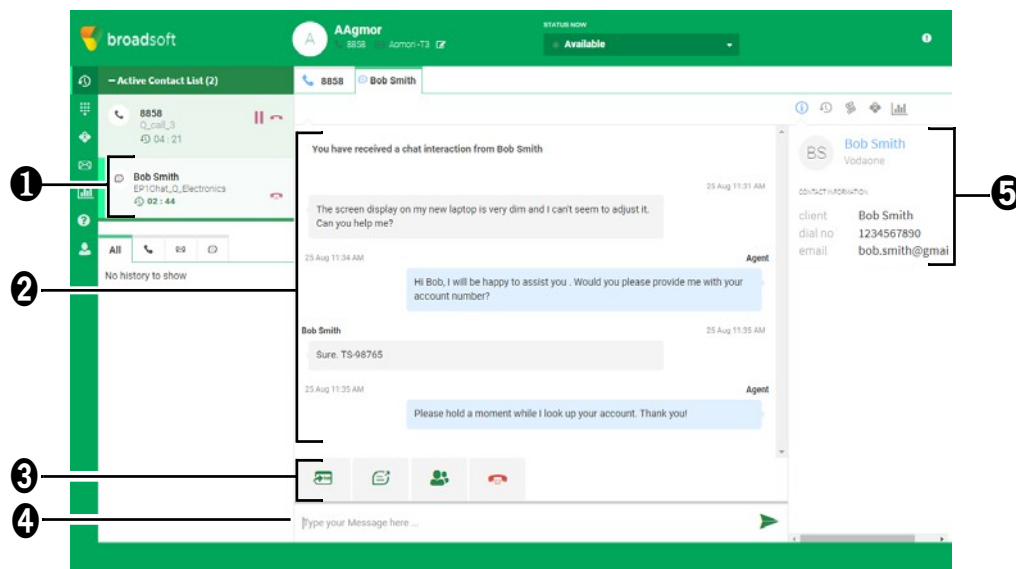 broadsoft
A
AAgmor
8858 Aomori-T3
STATUS NOW
Available
– Active Contact List (2)
8858
Q_call_3
04 : 21
Bob Smith
EP1Chat_Q_Electronics
02 : 44
All
No history to show
8858
Bob Smith
You have received a chat interaction from Bob Smith
25 Aug 11:31 AM
The screen display on my new laptop is very dim and I can't seem to adjust it.
Can you help me?
25 Aug 11:34 AM
Agent
Hi Bob, I will be happy to assist you . Would you please provide me with your
account number?
Bob Smith
25 Aug 11:35 AM
Sure. TS-98765
25 Aug 11:35 AM
Agent
Please hold a moment while I look up your account. Thank you!
Type your Message here ...
BS
Bob Smith
Vodaone
CONTACT INFORMATION
client Bob Smith
dial no 1234567890
email bob.smith@gmai
1
2
3
4
5